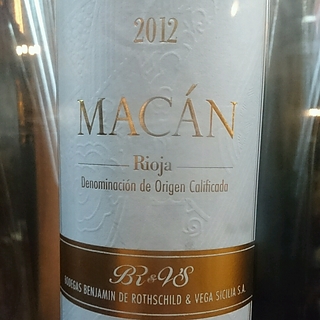 2012
MACÁN
Rioja
Denominación de Origen Calificada
BR&VS
BODEGAS BENJAMIN DE ROTHSCHILD & VEGA SICILIA S.A.